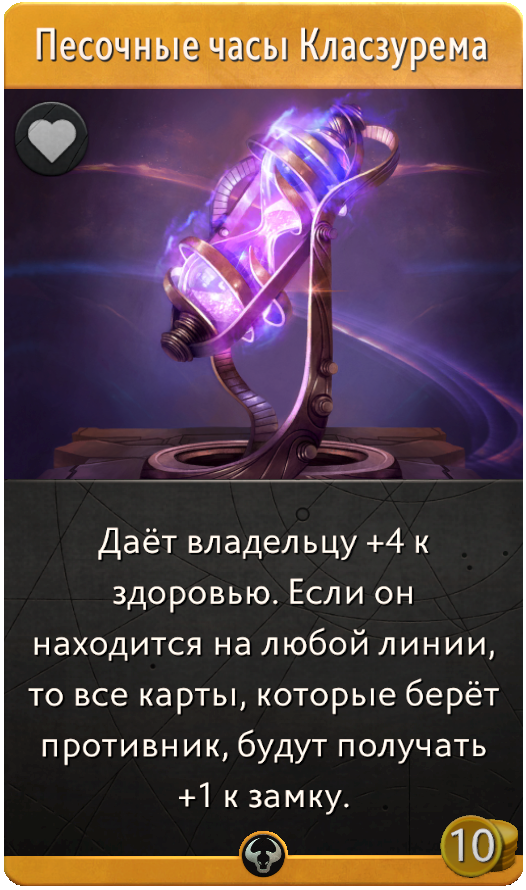 Песочные часы Класзурема
Даёт владельцу +4 к
здоровью. Если он
находится на любой линии,
то все карты, которые берёт
противник, будут получать
+1 к замку.
10